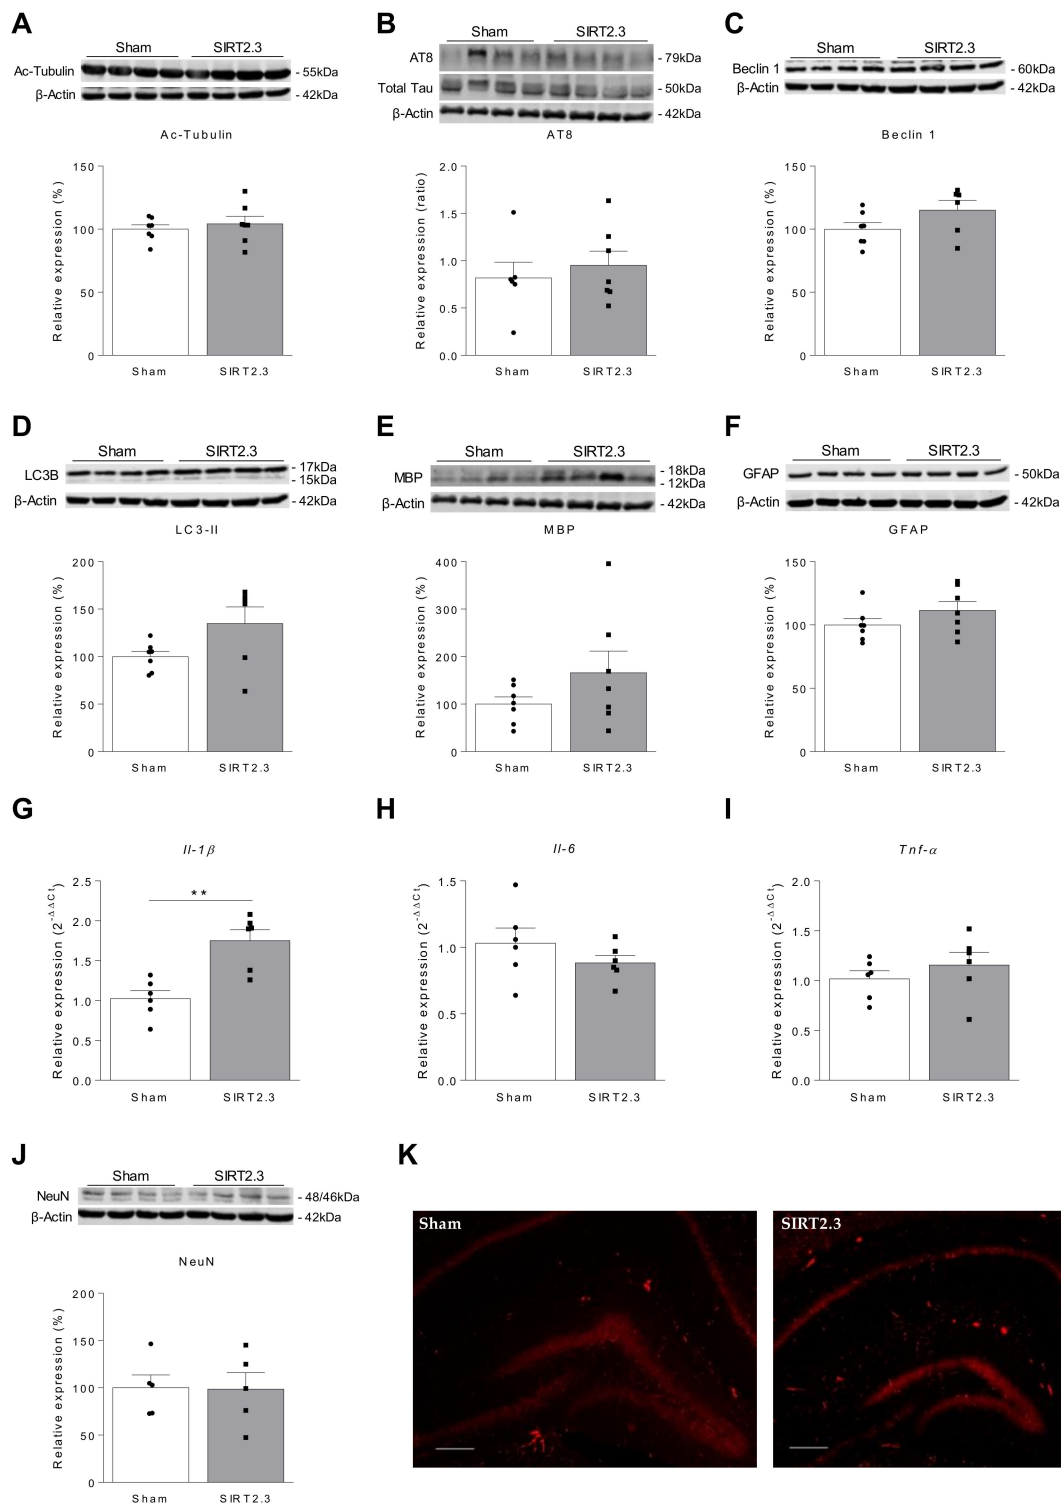 A
Sham SIRT2.3
Ac-Tubulin - 55kDa
β-Actin - 42kDa
Ac-Tubulin
Relative expression (%)
150
100
50
0
Sham SIRT2.3
B
Sham SIRT2.3
AT8 - 79kDa
Total Tau - 50kDa
β-Actin - 42kDa
AT8
Relative expression (ratio)
2.0
1.5
1.0
0.5
0.0
Sham SIRT2.3
C
Sham SIRT2.3
Beclin 1 - 60kDa
β-Actin - 42kDa
Beclin 1
Relative expression (%)
150
100
50
0
Sham SIRT2.3
D
Sham SIRT2.3
LC3B - 17kDa
- 15kDa
β-Actin - 42kDa
LC3-II
Relative expression (%)
200
150
100
50
0
Sham SIRT2.3
E
Sham SIRT2.3
MBP - 18kDa
- 12kDa
β-Actin - 42kDa
MBP
Relative expression (%)
400
300
200
100
0
Sham SIRT2.3
F
Sham SIRT2.3
GFAP - 50kDa
β-Actin - 42kDa
GFAP
Relative expression (%)
150
100
50
0
Sham SIRT2.3
G
Il-1β
Relative expression (2^-ΔΔCt)
2.5
2.0
1.5
1.0
0.5
0.0
**
Sham SIRT2.3
H
Il-6
Relative expression (2^-ΔΔCt)
1.5
1.0
0.5
0.0
Sham SIRT2.3
I
Tnf-α
Relative expression (2^-ΔΔCt)
2.0
1.5
1.0
0.5
0.0
Sham SIRT2.3
J
Sham SIRT2.3
NeuN - 48/46kDa
β-Actin - 42kDa
NeuN
Relative expression (%)
200
150
100
50
0
Sham SIRT2.3
K
Sham
SIRT2.3